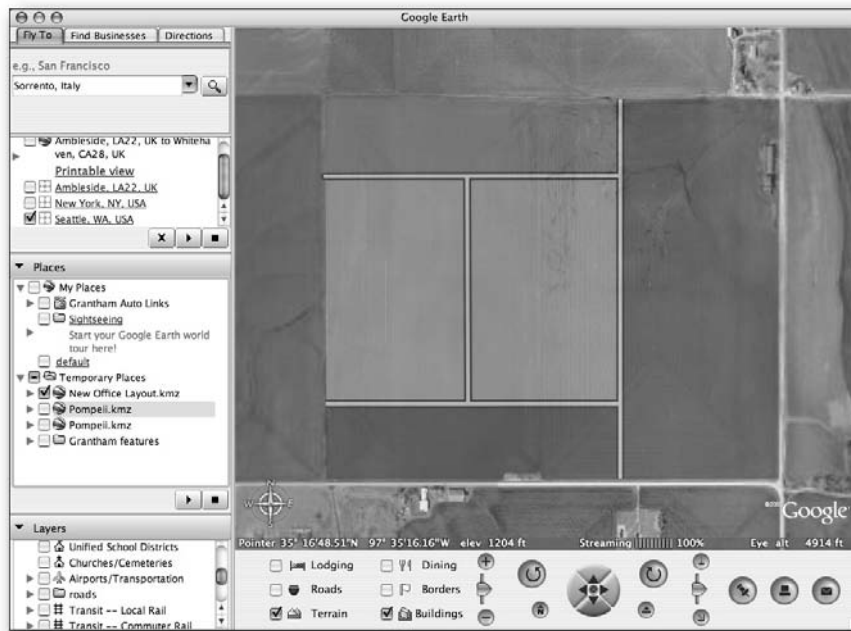 Google Earth
Fly To Find Businesses Directions
e.g., San Francisco
Sorrento, Italy
Ambleside, LA22, UK to Whiteha
ven, CA28, UK
Printable view
Ambleside, LA22, UK
New York, NY, USA
Seattle, WA, USA
Places
My Places
Grantham Auto Links
Sightseeing
Start your Google Earth world
tour here!
default
Temporary Places
New Office Layout.kmz
Pompeii.kmz
Pompeii.kmz
Grantham features
Layers
Unified School Districts
Churches/Cemeteries
Airports/Transportation
roads
Transit -- Local Rail
Transit -- Commuter Rail
N
W E
S
Google
Pointer 35° 16'48.51"N 97° 35'16.16"W elev 1204 ft Streaming 100% Eye alt 4914 ft
Lodging Dining
Roads Borders
Terrain Buildings